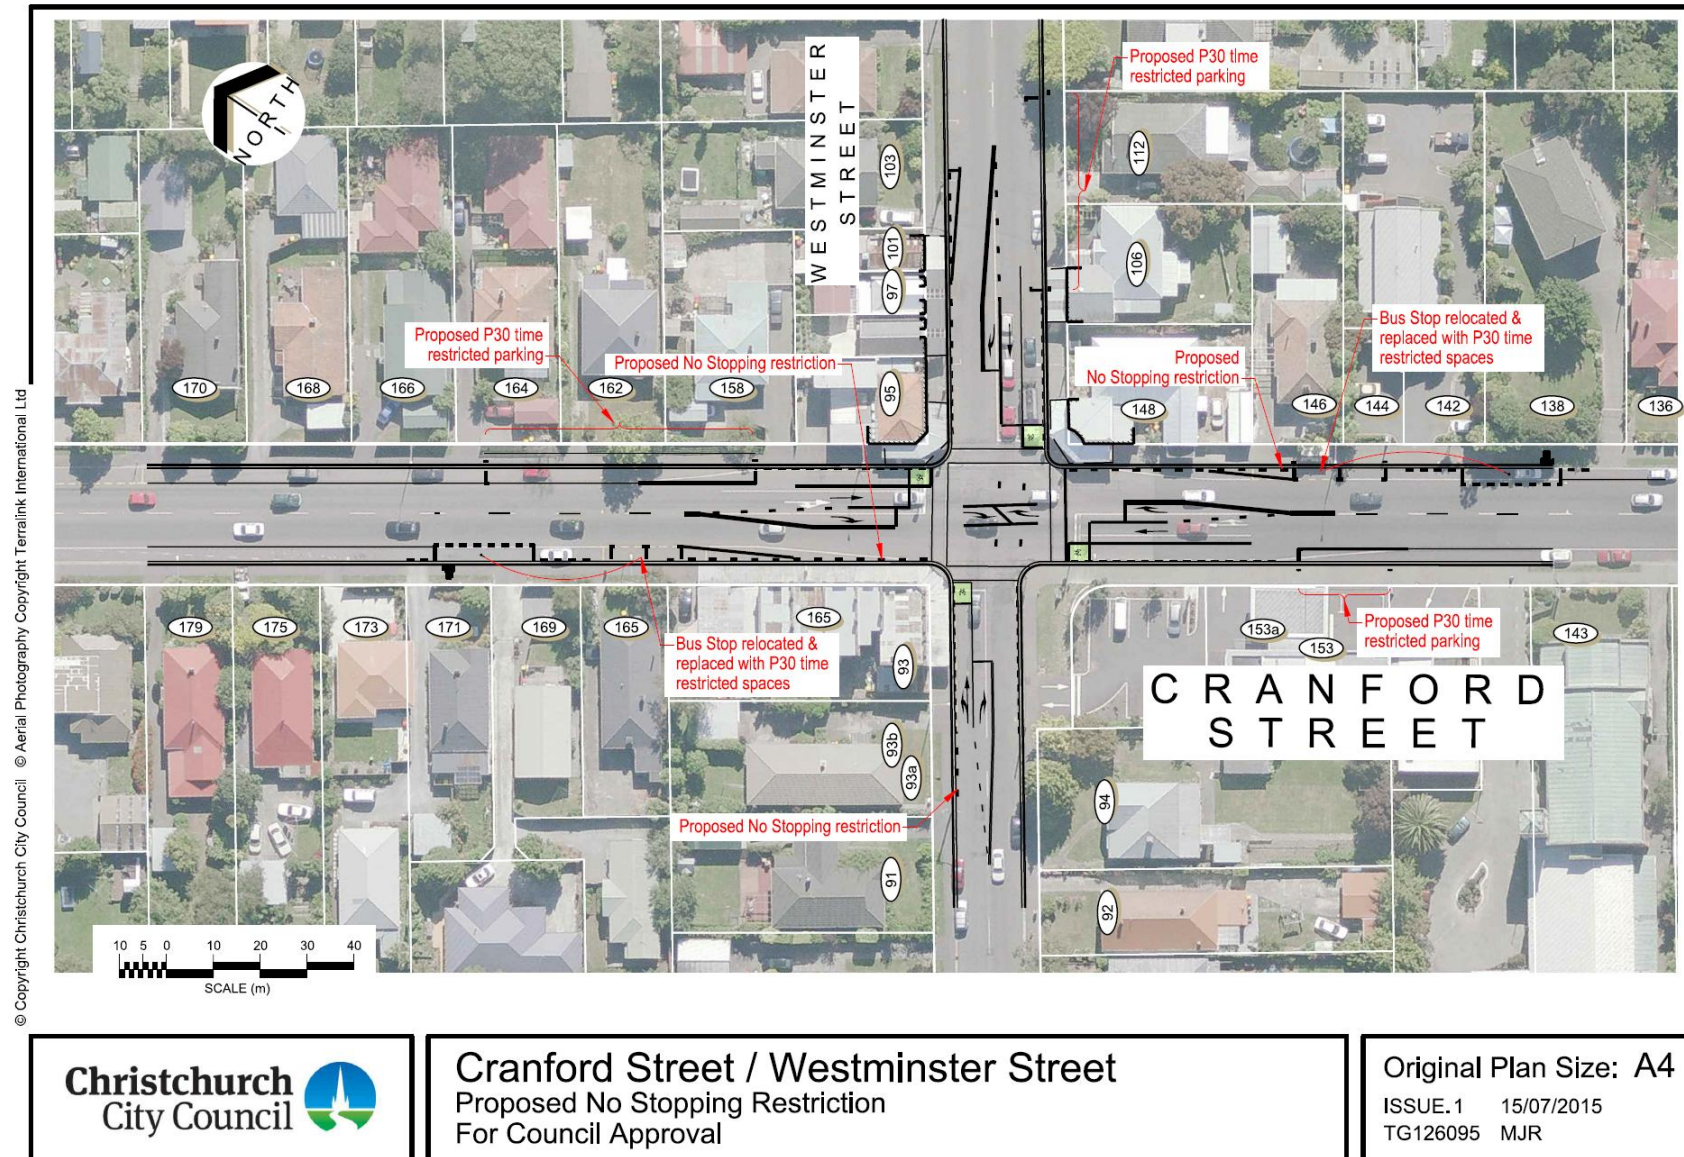 WESTMINSTER
STREET
Proposed P30 time
restricted parking
NORTH
103
112
101
97
106
Proposed P30 time
restricted parking
Proposed No Stopping restriction
Proposed
No Stopping restriction
Bus Stop relocated &
replaced with P30 time
restricted spaces
170
168
166
164
162
158
95
148
146
144
142
138
136
179
175
173
171
169
165
165
93
Bus Stop relocated &
replaced with P30 time
restricted spaces
153a
153
Proposed P30 time
restricted parking
143
CRANFORD
STREET
93b
93a
94
Proposed No Stopping restriction
91
92
10 5 0 10 20 30 40
SCALE (m)
© Copyright Christchurch City Council © Aerial Photography Copyright Terralink International Ltd
Christchurch
City Council
Cranford Street / Westminster Street
Proposed No Stopping Restriction
For Council Approval
Original Plan Size: A4
ISSUE.1 15/07/2015
TG126095 MJR